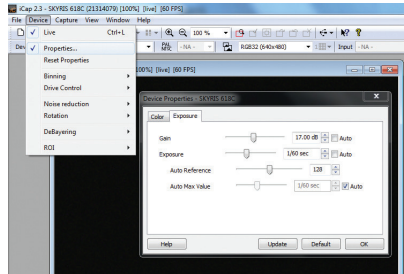 iCap 2.3 - SKYRIS 618C (21314079) [100%] [live] [60 FPS]
File Device Capture View Window Help
Live Ctrl+L
100 %
Properties...
Reset Properties
Binning
Drive Control
Noise reduction
Rotation
DeBayering
ROI
- NA -
RGB32 (640x480)
Input - NA -
100%] [live] [60 FPS]
Device Properties - SKYRIS 618C
Color Exposure
Gain 17.00 dB Auto
Exposure 1/60 sec Auto
Auto Reference 128
Auto Max Value 1/60 sec Auto
Help Update Default OK